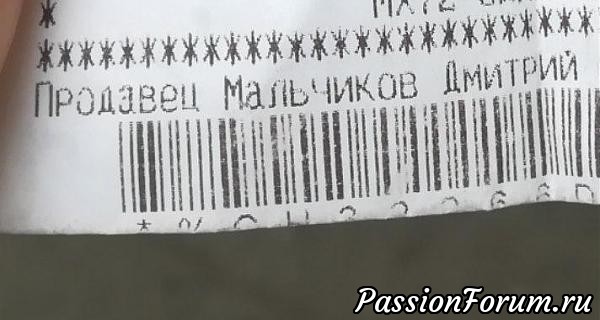 *
*****************************
Продавец Мальчиков Дмитрий
PassionForum.ru